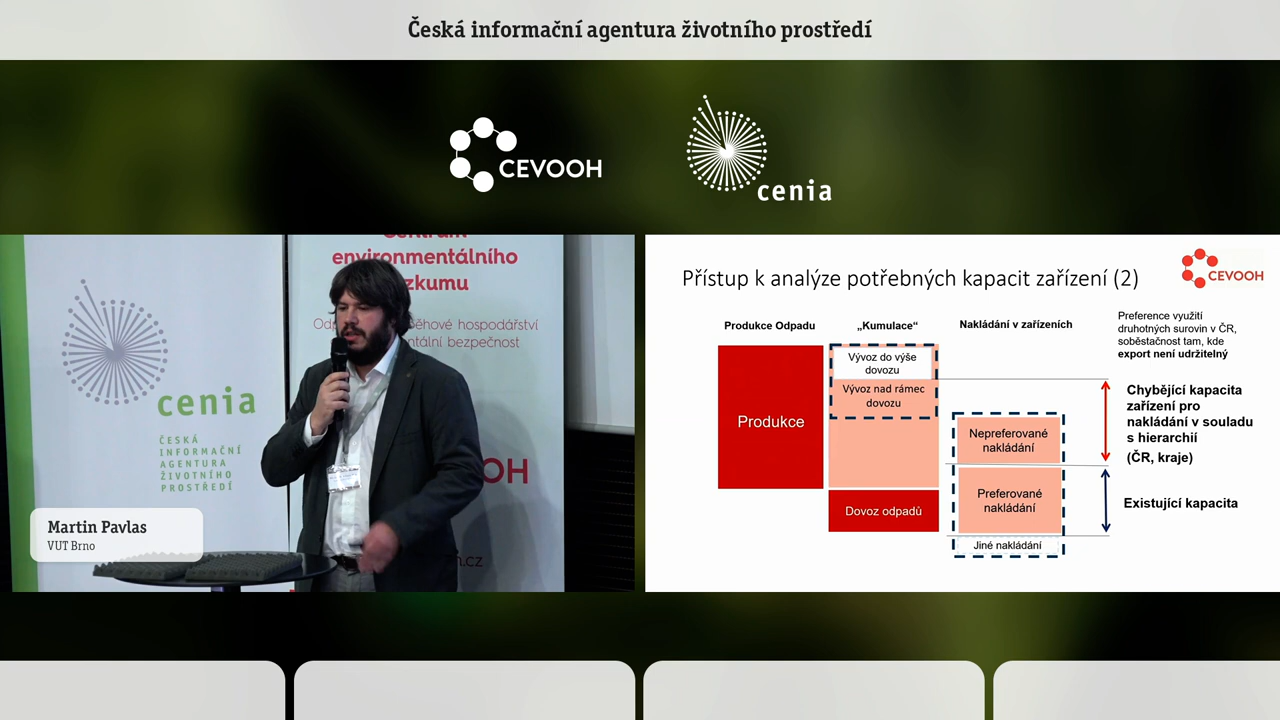 Česká informační agentura životního prostředí
CEVOOH
cenia
environmentálního
cenia
ČESKÁ
INFORMAČNÍ
AGENTURA
ŽIVOTNÍHO
PROSTŘEDÍ
Martin Pavlas
VUT Brno
Přístup k analýze potřebných kapacit zařízení (2)
CEVOOH
Produkce Odpadu
„Kumulace“
Nakládání v zařízeních
Preference využití
druhotných surovin v ČR,
soběstačnost tam, kde
export není udržitelný
Produkce
Vývoz do výše
dovozu
Vývoz nad rámec
dovozu
Dovoz odpadů
Nepreferované
nakládání
Preferované
nakládání
Jiné nakládání
Chybějící kapacita
zařízení pro
nakládání v souladu
s hierarchií
(ČR, kraje)
Existující kapacita